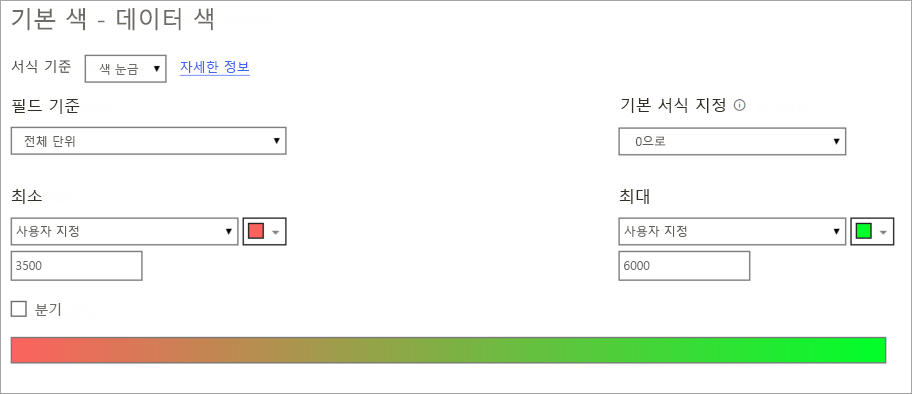 기본 색 - 데이터 색
서식 기준 색 눈금 자세한 정보
필드 기준 기본 서식 지정
전체 단위 0으로
최소 최대
사용자 지정 사용자 지정
3500 6000
분기